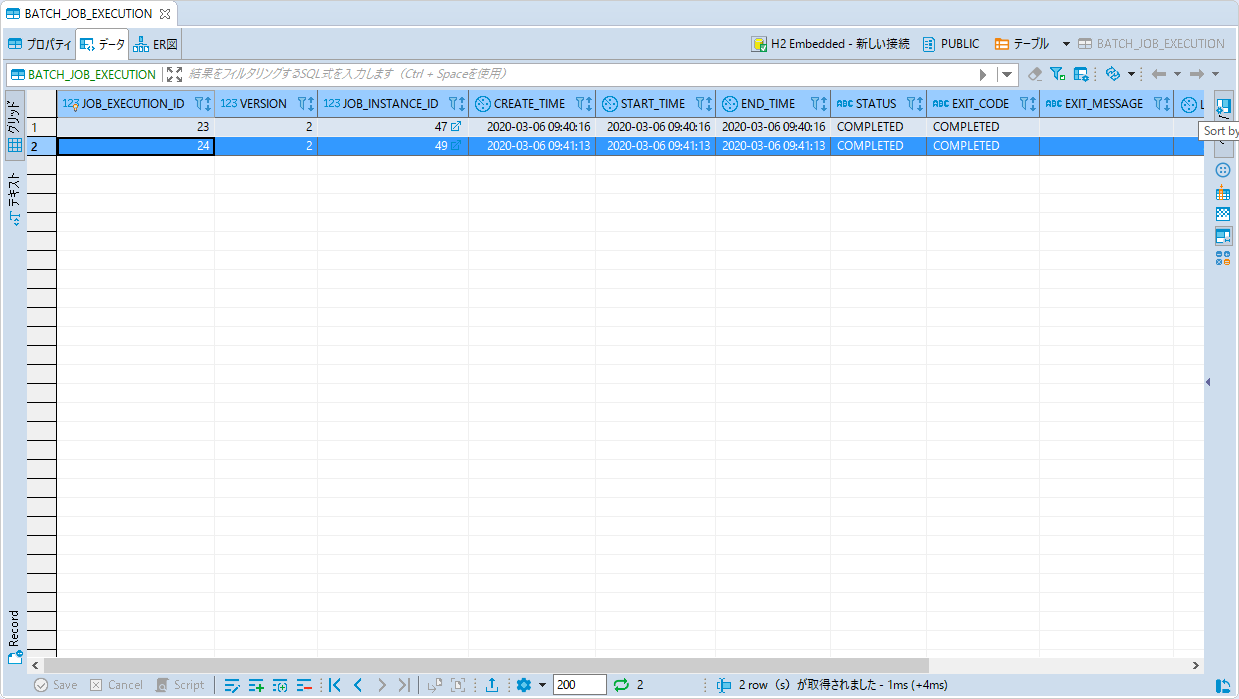 BATCH_JOB_EXECUTION
プロパティ データ ER図 H2 Embedded - 新しい接続 PUBLIC テーブル BATCH_JOB_EXECUTION
BATCH_JOB_EXECUTION 結果をフィルタリングするSQL式を入力します (Ctrl + Spaceを使用)
グリッド
テキスト
Record
123 JOB_EXECUTION_ID 123 VERSION 123 JOB_INSTANCE_ID CREATE_TIME START_TIME END_TIME ABC STATUS ABC EXIT_CODE ABC EXIT_MESSAGE L
1 23 2 47 2020-03-06 09:40:16 2020-03-06 09:40:16 2020-03-06 09:40:16 COMPLETED COMPLETED
2 24 2 49 2020-03-06 09:41:13 2020-03-06 09:41:13 2020-03-06 09:41:13 COMPLETED COMPLETED
Sort by
Save Cancel Script 200 2 2 row (s) が取得されました - 1ms (+4ms)